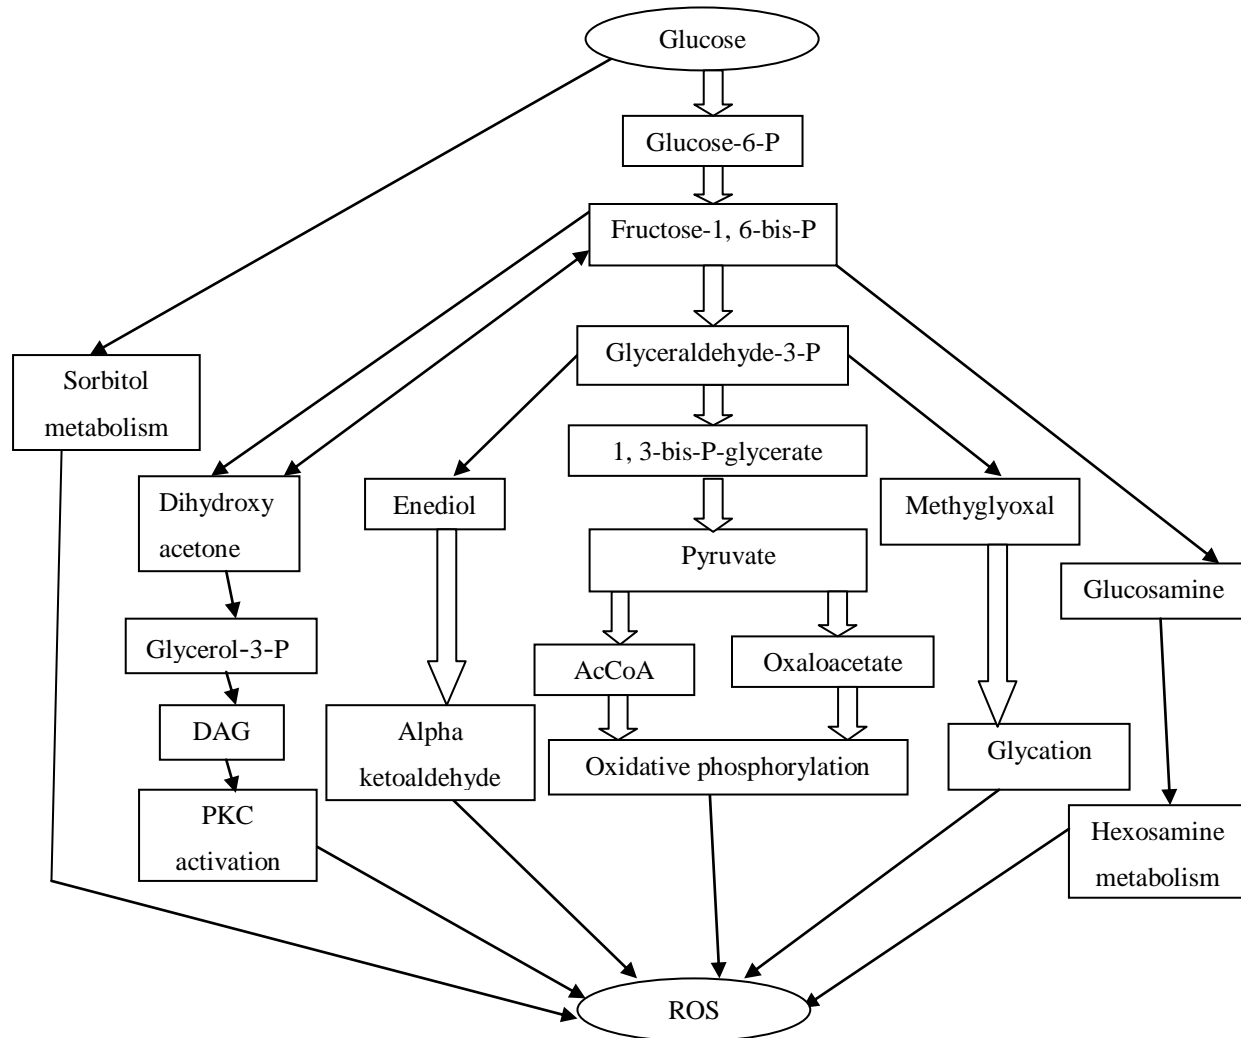 Glucose
Glucose-6-P
Fructose-1, 6-bis-P
Glyceraldehyde-3-P
Sorbitol
metabolism
1, 3-bis-P-glycerate
Dihydroxy
acetone
Enediol
Methyglyoxal
Pyruvate
Glucosamine
Glycerol-3-P
AcCoA
Oxaloacetate
DAG
Alpha
ketoaldehyde
Oxidative phosphorylation
Glycation
PKC
activation
Hexosamine
metabolism
ROS